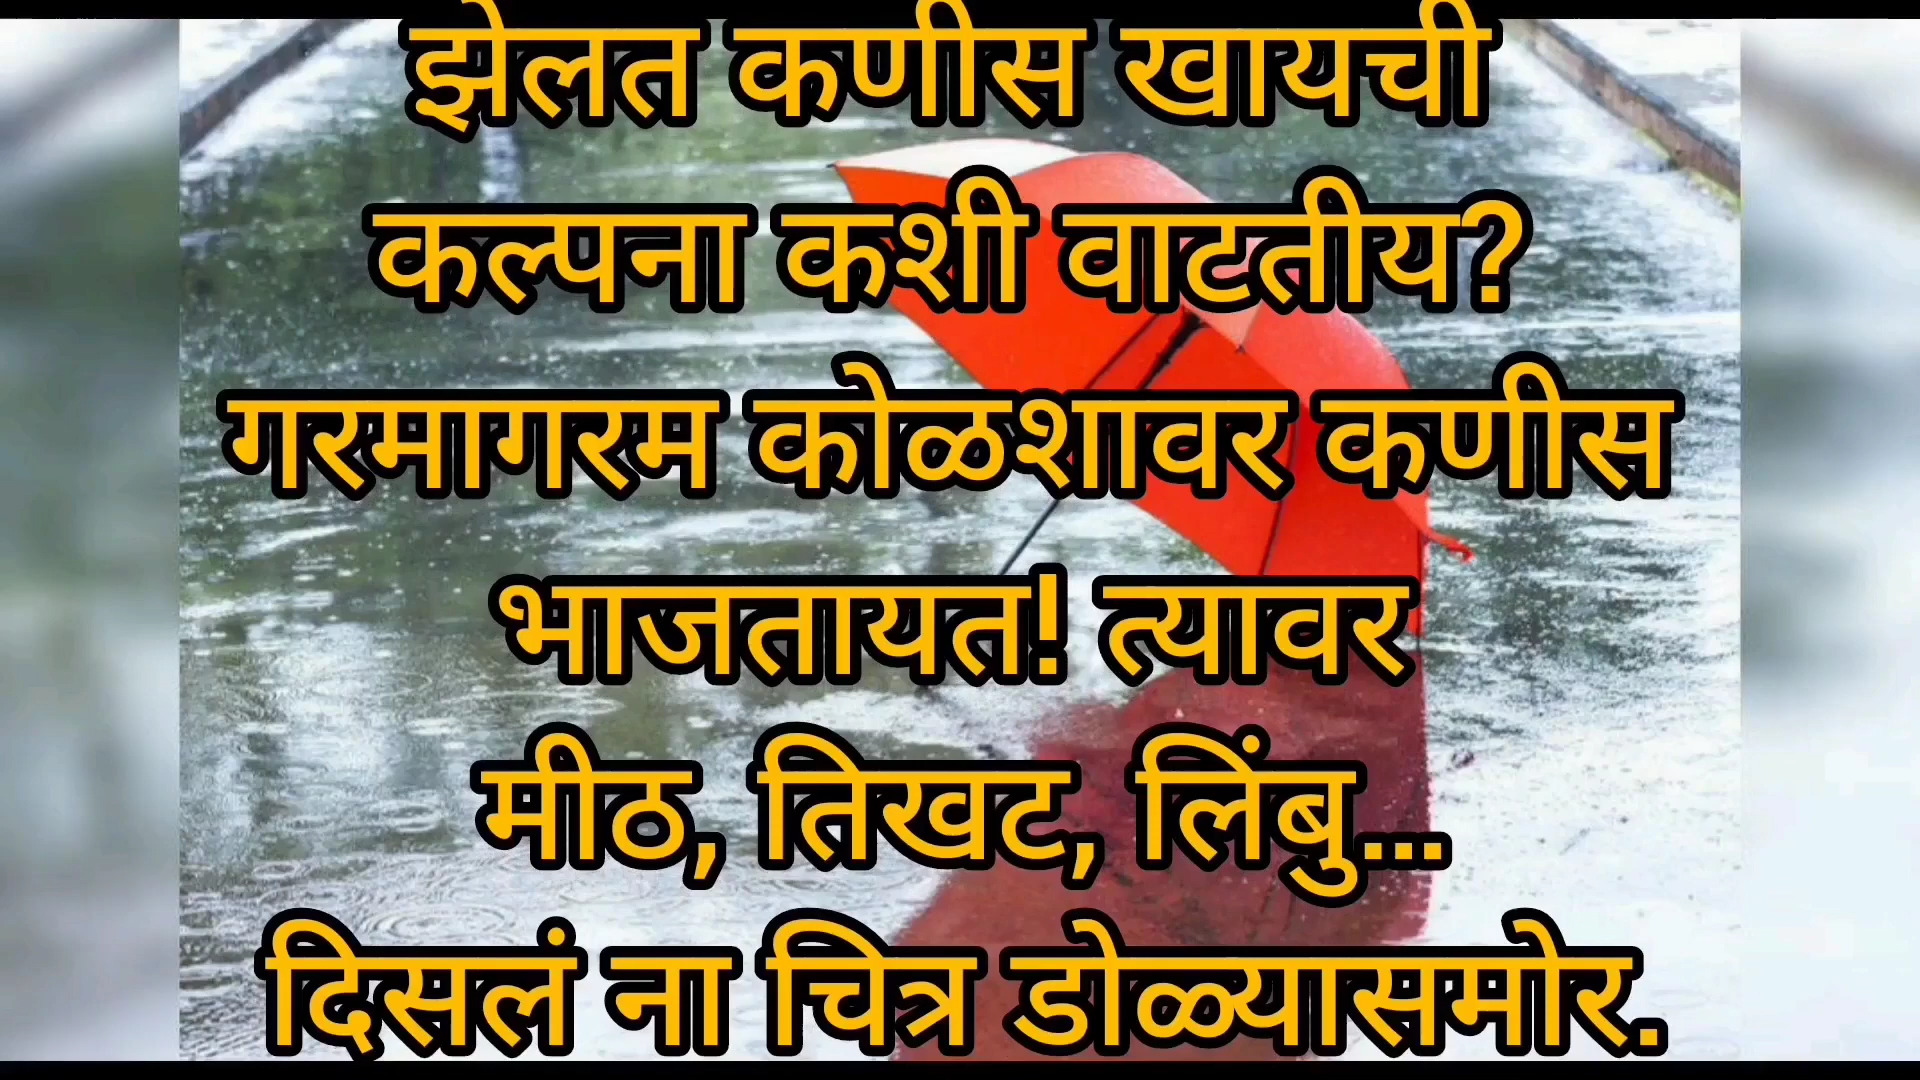 झेलत कणीस खायची
कल्पना कशी वाटतीय?
गरमागरम कोळशावर कणीस
भाजतायत! त्यावर
मीठ, तिखट, लिंबु...
दिसलं ना चित्र डोळ्यासमोर.